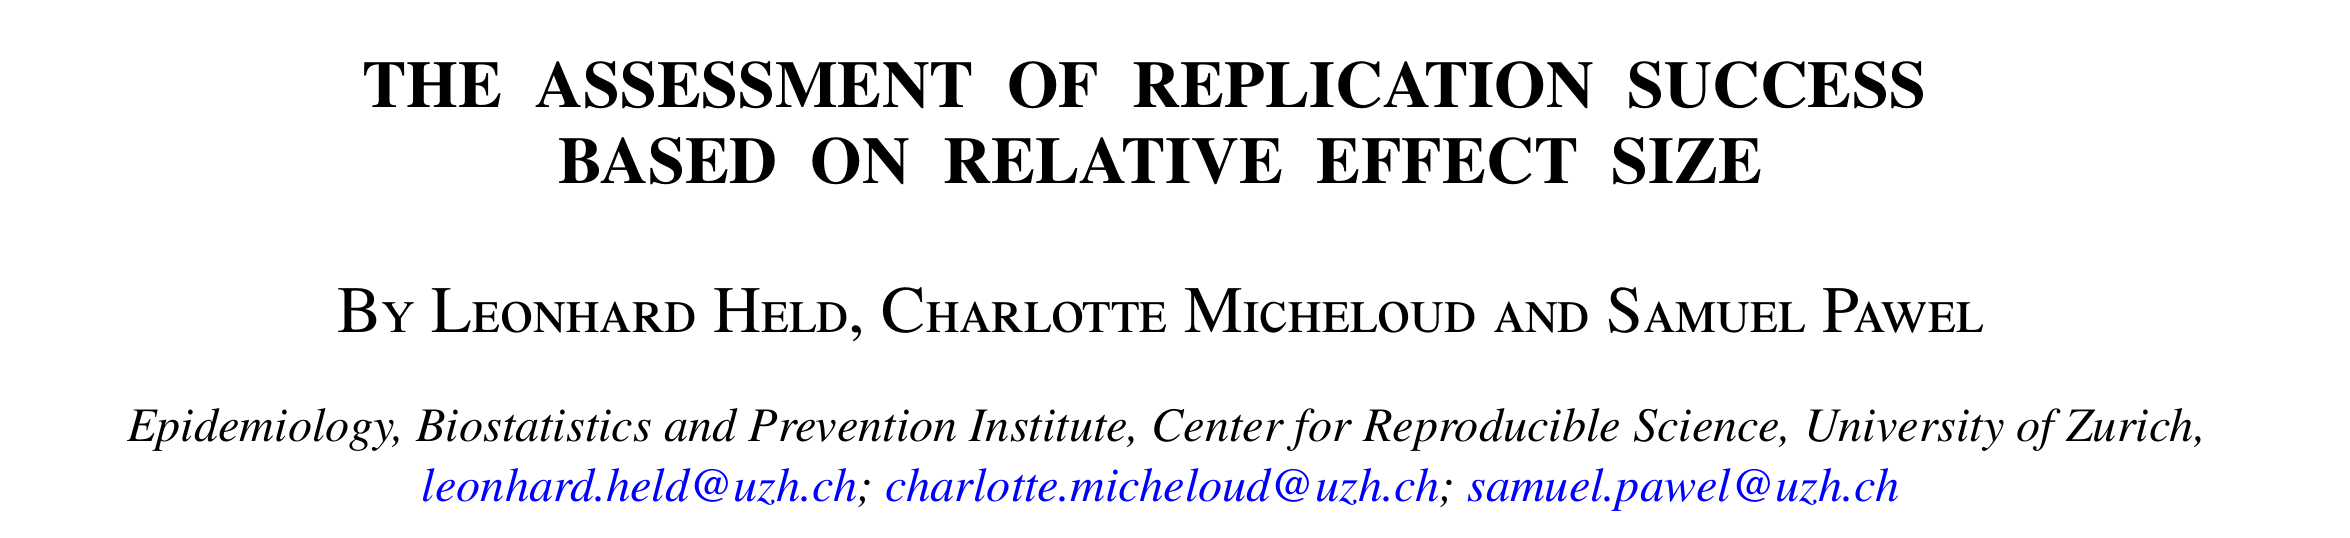 THE ASSESSMENT OF REPLICATION SUCCESS
BASED ON RELATIVE EFFECT SIZE
By Leonhard Held, Charlotte Micheloud and Samuel Pawel
Epidemiology, Biostatistics and Prevention Institute, Center for Reproducible Science, University of Zurich,
leonhard.held@uzh.ch; charlotte.micheloud@uzh.ch; samuel.pawel@uzh.ch